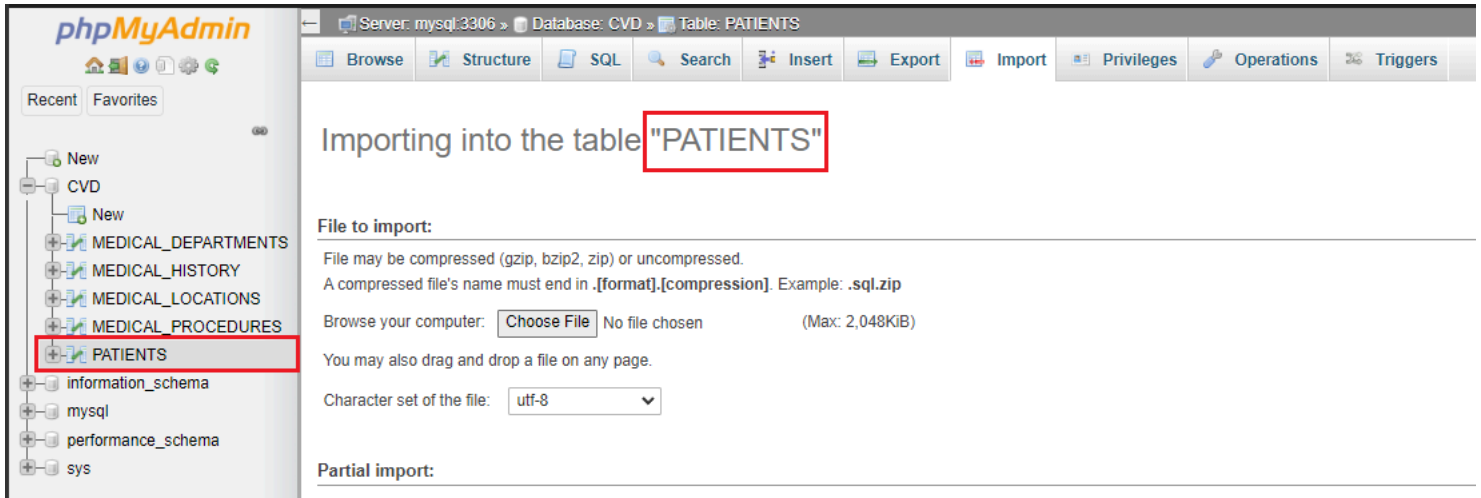 phpMyAdmin
Recent Favorites
New
CVD
New
MEDICAL_DEPARTMENTS
MEDICAL_HISTORY
MEDICAL_LOCATIONS
MEDICAL_PROCEDURES
PATIENTS
information_schema
mysql
performance_schema
sys
Server: mysql:3306 » Database: CVD » Table: PATIENTS
Browse Structure SQL Search Insert Export Import Privileges Operations Triggers
Importing into the table "PATIENTS"
File to import:
File may be compressed (gzip, bzip2, zip) or uncompressed.
A compressed file's name must end in .[format].[compression]. Example: .sql.zip
Browse your computer: Choose File No file chosen (Max: 2,048KiB)
You may also drag and drop a file on any page.
Character set of the file: utf-8
Partial import: